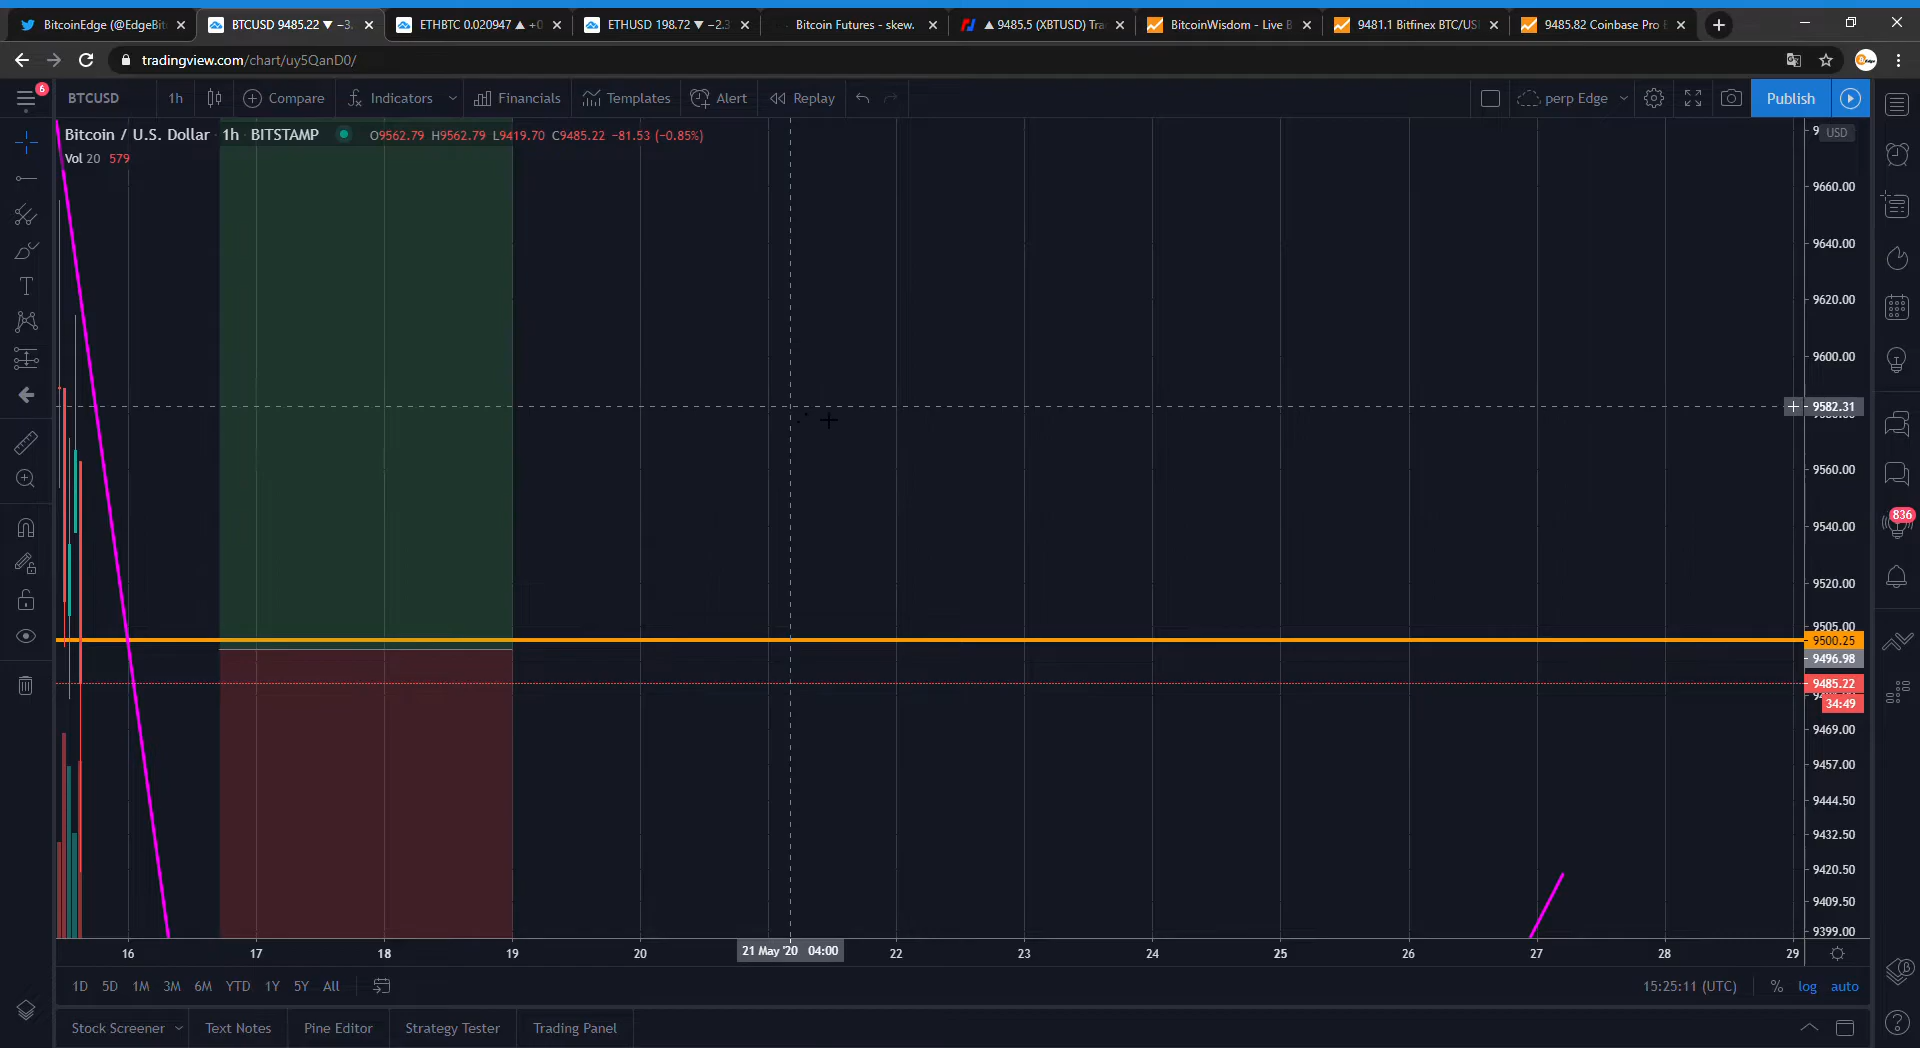 BitcoinEdge (@EdgeBit
BTCUSD 9485.22 ▼ −3.
ETHBTC 0.020947 ▲ +0
ETHUSD 198.72 ▼ −2.3
Bitcoin Futures - skew.
▲ 9485.5 (XBTUSD) Tra
BitcoinWisdom - Live B
9481.1 Bitfinex BTC/US
9485.82 Coinbase Pro
tradingview.com/chart/uy5QanD0/
6
BTCUSD
1h
Compare
Indicators
Financials
Templates
Alert
Replay
perp Edge
Publish
Bitcoin / U.S. Dollar 1h BITSTAMP O9562.79 H9562.79 L9419.70 C9485.22 −81.53 (−0.85%)
Vol 20 579
USD
9660.00
9640.00
9620.00
9600.00
9582.31
9560.00
9540.00
9520.00
9505.00
9500.25
9496.98
9485.22
34:49
9469.00
9457.00
9444.50
9432.50
9420.50
9409.50
9399.00
836
16 17 18 19 20 21 May '20 04:00 22 23 24 25 26 27 28 29
1D 5D 1M 3M 6M YTD 1Y 5Y All
15:25:11 (UTC) % log auto
Stock Screener Text Notes Pine Editor Strategy Tester Trading Panel